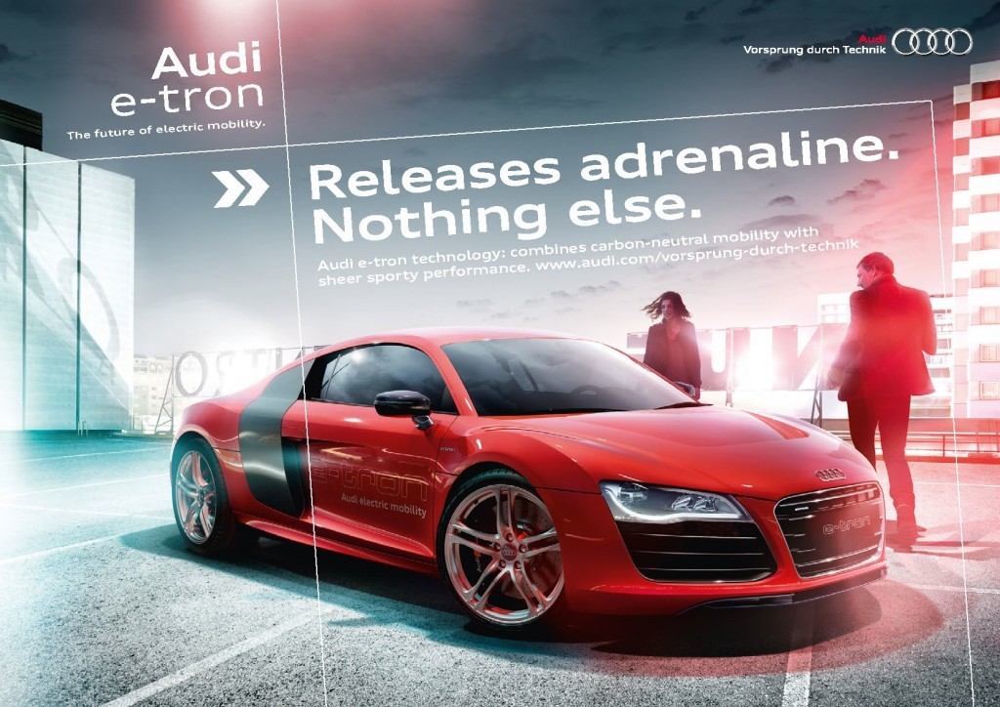 Audi
e-tron
The future of electric mobility.
Audi
Vorsprung durch Technik
Releases adrenaline.
Nothing else.
Audi e-tron technology: combines carbon-neutral mobility with
sheer sporty performance. www.audi.com/vorsprung-durch-technik
e-tron
Audi electric mobility
e-tron